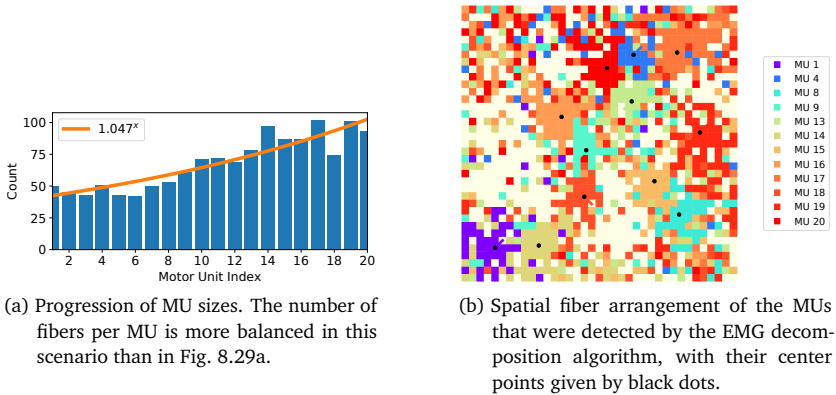 1.047^x
100
75
50
25
0
Count
2 4 6 8 10 12 14 16 18 20
Motor Unit Index
(a) Progression of MU sizes. The number of
fibers per MU is more balanced in this
scenario than in Fig. 8.29a.
MU 1
MU 4
MU 8
MU 9
MU 13
MU 14
MU 15
MU 16
MU 17
MU 18
MU 19
MU 20
(b) Spatial fiber arrangement of the MUs
that were detected by the EMG decom-
position algorithm, with their center
points given by black dots.